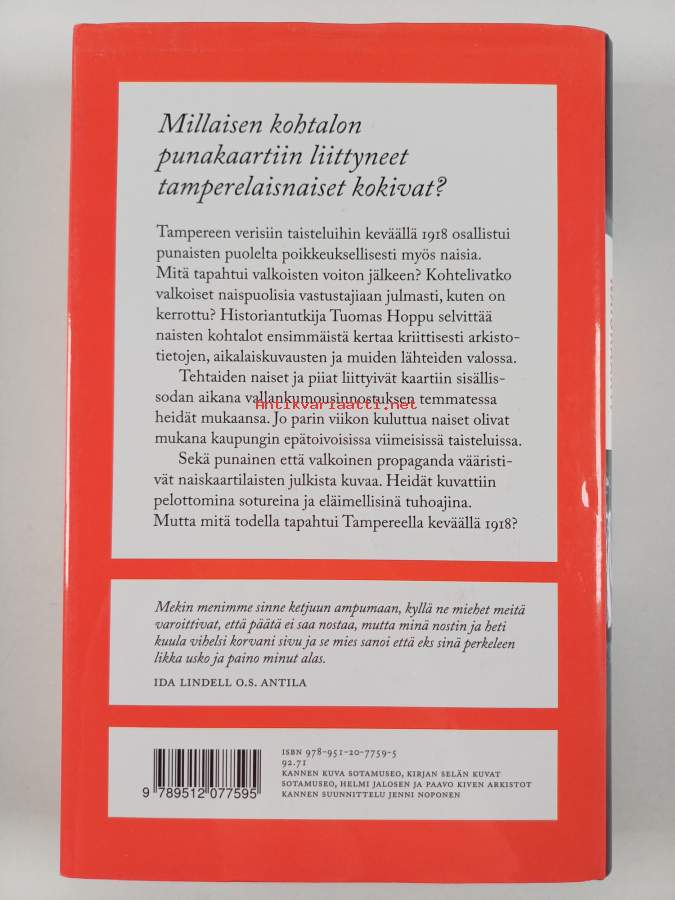 Millaisen kohtalon
punakaartiin liittyneet
tamperelaisnaiset kokivat?
Tampereen verisiin taisteluihin keväällä 1918 osallistui
punaisten puolelta poikkeuksellisesti myös naisia.
Mitä tapahtui valkoisten voiton jälkeen? Kohtelivatko
valkoiset naispuolisia vastustajiaan julmasti, kuten on
kerrottu? Historiantutkija Tuomas Hoppu selvittää
naisten kohtalot ensimmäistä kertaa kriittisesti arkisto-
tietojen, aikalaiskuvausten ja muiden lähteiden valossa.
Tehtaiden naiset ja piiat liittyivät kaartiin sisällis-
sodan aikana vallankumousinnostuksen temmatessa
Antikvariaatti.net
heidät mukaansa. Jo parin viikon kuluttua naiset olivat
mukana kaupungin epätoivoisissa viimeisissä taisteluissa.
Sekä punainen että valkoinen propaganda vääristi-
vät naiskaartilaisten julkista kuvaa. Heidät kuvattiin
pelottomina sotureina ja eläimellisinä tuhoajina.
Mutta mitä todella tapahtui Tampereella keväällä 1918?
Mekin menimme sinne ketjuun ampumaan, kyllä ne miehet meitä
varoittivat, että päätä ei saa nostaa, mutta minä nostin ja heti
kuula vihelsi korvani sivu ja se mies sanoi että eks sinä perkeleen
likka usko ja paino minut alas.
IDA LINDELL O.S. ANTILA
ISBN 978-951-20-7759-5
92.71
KANNEN KUVA SOTAMUSEO, KIRJAN SELÄN KUVAT
SOTAMUSEO, HELMI JALOSEN JA PAAVO KIVEN ARKISTOT
KANNEN SUUNNITTELU JENNI NOPONEN
9 789512 077595